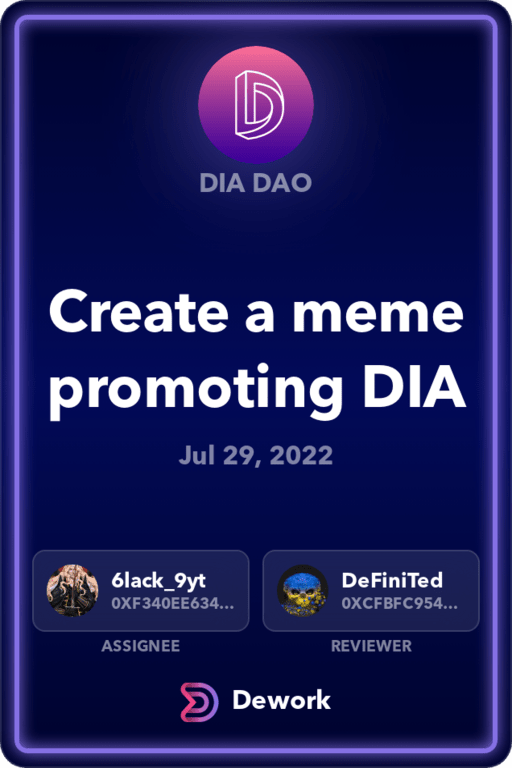 DIA DAO
Create a meme
promoting DIA
Jul 29, 2022
6lack_9yt
0XF340EE634...
DeFiniTed
0XCFBFC954...
ASSIGNEE
REVIEWER
Dework